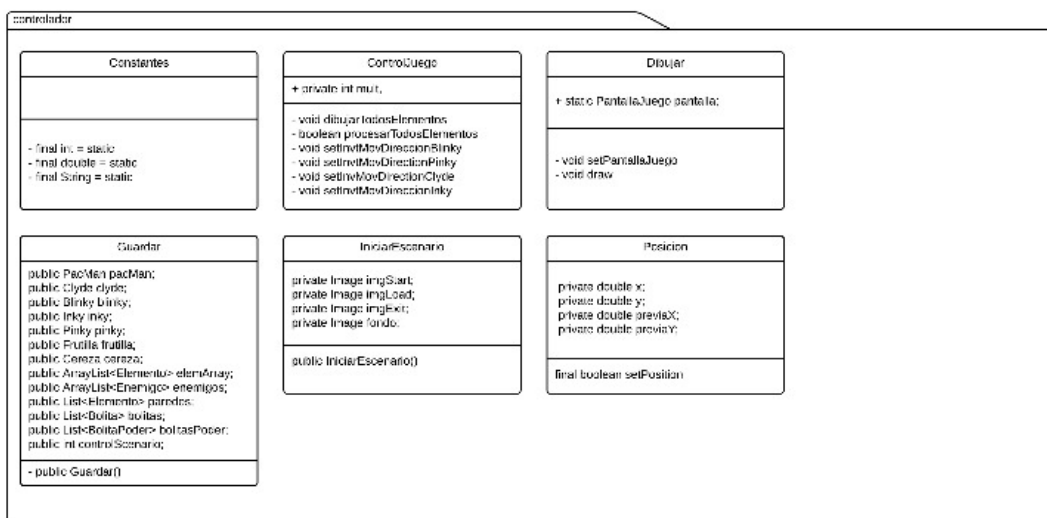 controlador
Constantes
- final int = static
- final double = static
- final String = static
ControlJuego
+ private int mult,
- void dibujarTodosElementos
- boolean procesarTodosElementos
- void setInvtMovDireccionBlinky
- void setInvtMovDirectionPinky
- void setInvMovDirectionClyde
- void setInvtMovDireccionInky
Dibujar
+ static PantallaJuego pantalla;
- void setPantallaJuego
- void draw
Guardar
public PacMan pacMan;
public Clyde clyde;
public Blinky blinky;
public Inky inky;
public Pinky pinky;
public Frutilla frutilla;
public Cereza cereza;
public ArrayList<Elemento> elemArray;
public ArrayList<Enemigo> enemigos;
public List<Elemento> paredes;
public List<Bolita> bolitas;
public List<BolitaPoder> bolitasPoder;
public int controlScenario;
- public Guardar()
IniciarEscenario
private Image imgStart;
private Image imgLoad;
private Image imgExit;
private Image fondo;
public IniciarEscenario()
Posicion
private double x;
private double y;
private double previaX;
private double previaY;
final boolean setPosition